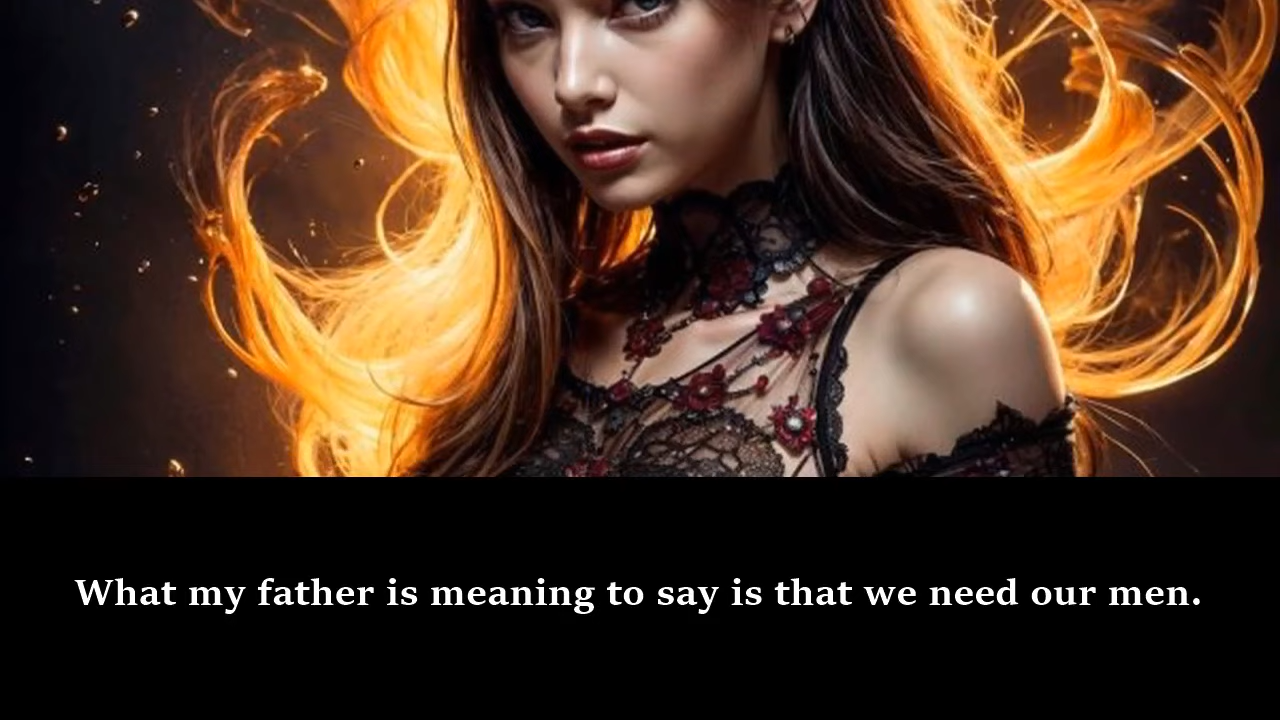 What my father is meaning to say is that we need our men.